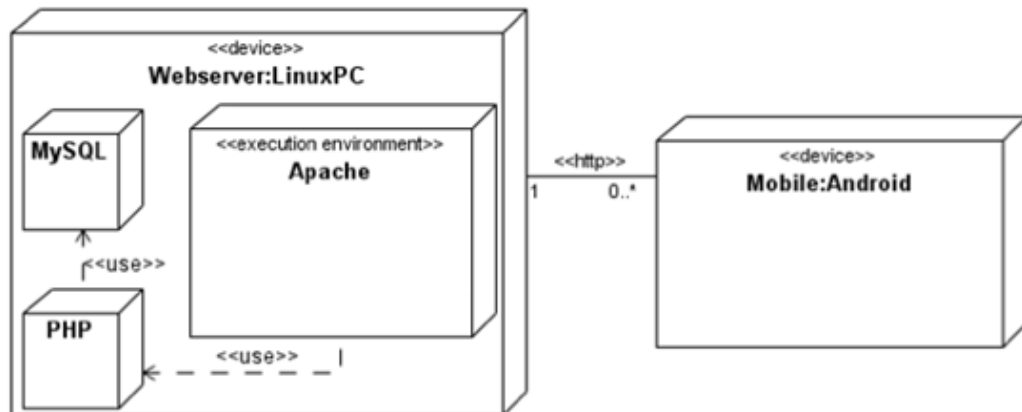 <<device>>
Webserver:LinuxPC
MySQL
<<execution environment>>
Apache
<<use>>
PHP
<<use>>
<<http>>
1
0..*
<<device>>
Mobile:Android